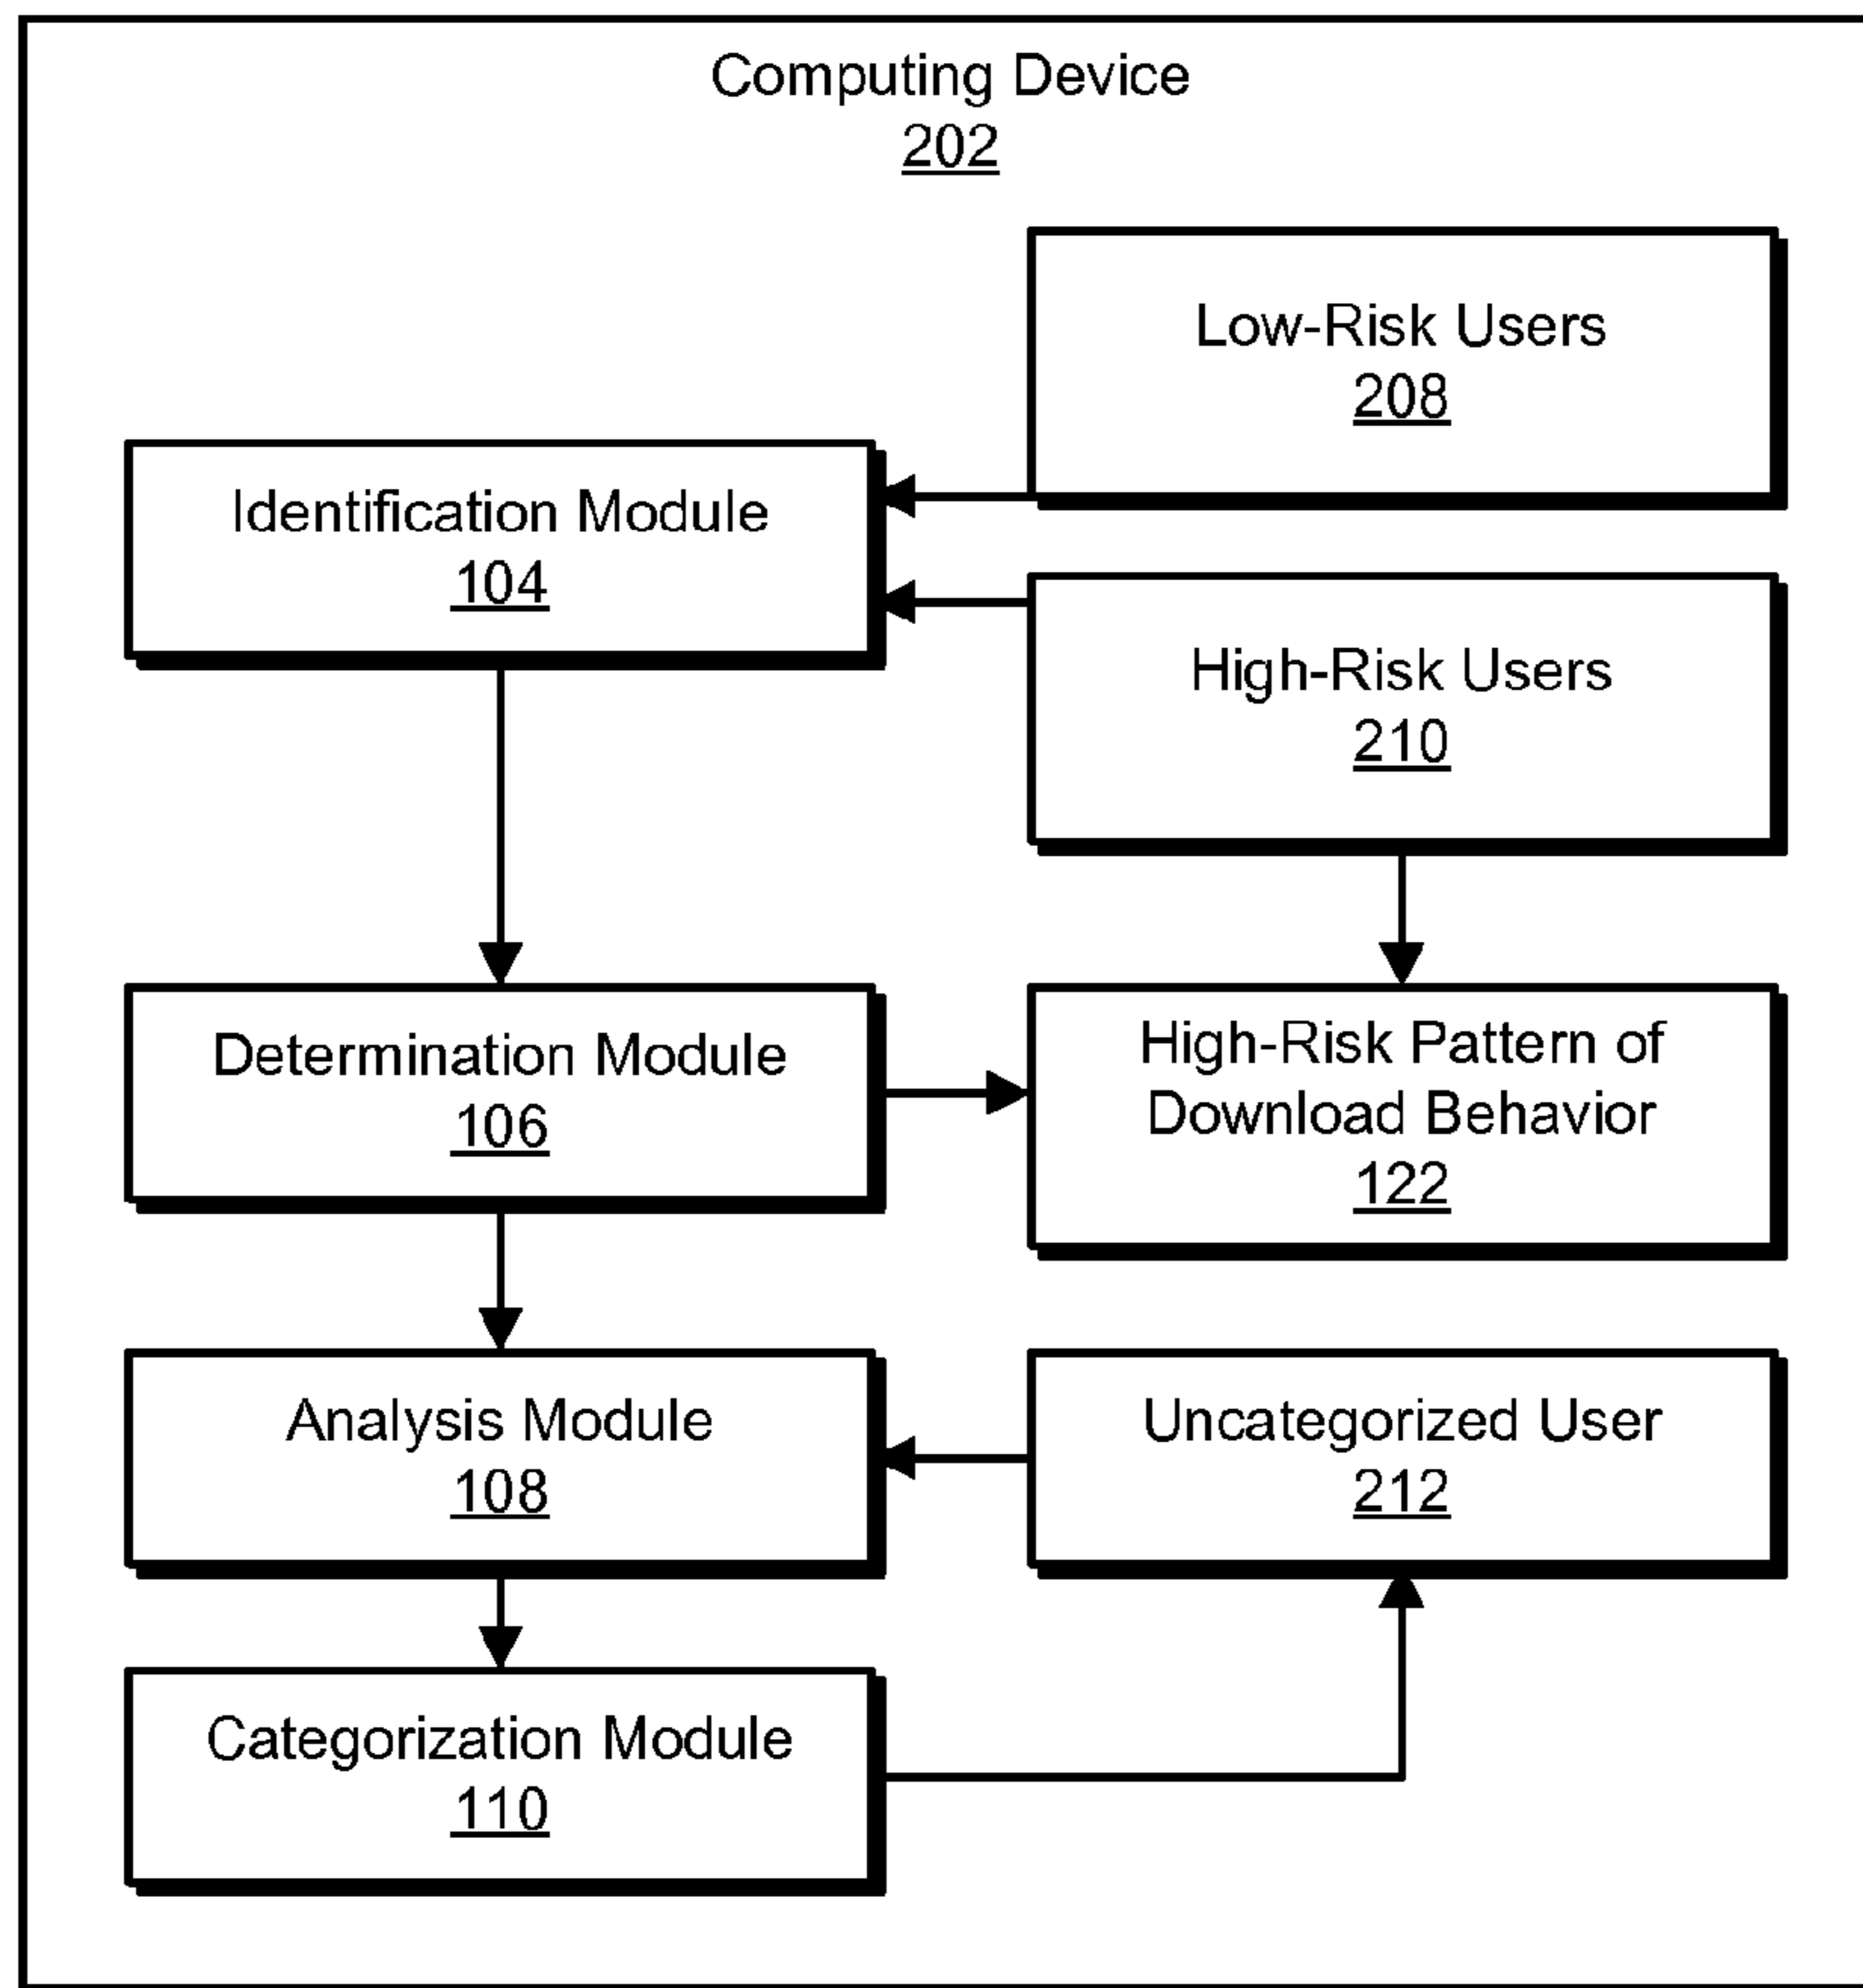 Computing Device
202
Low-Risk Users
208
Identification Module
104
High-Risk Users
210
Determination Module
106
High-Risk Pattern of
Download Behavior
122
Analysis Module
108
Uncategorized User
212
Categorization Module
110